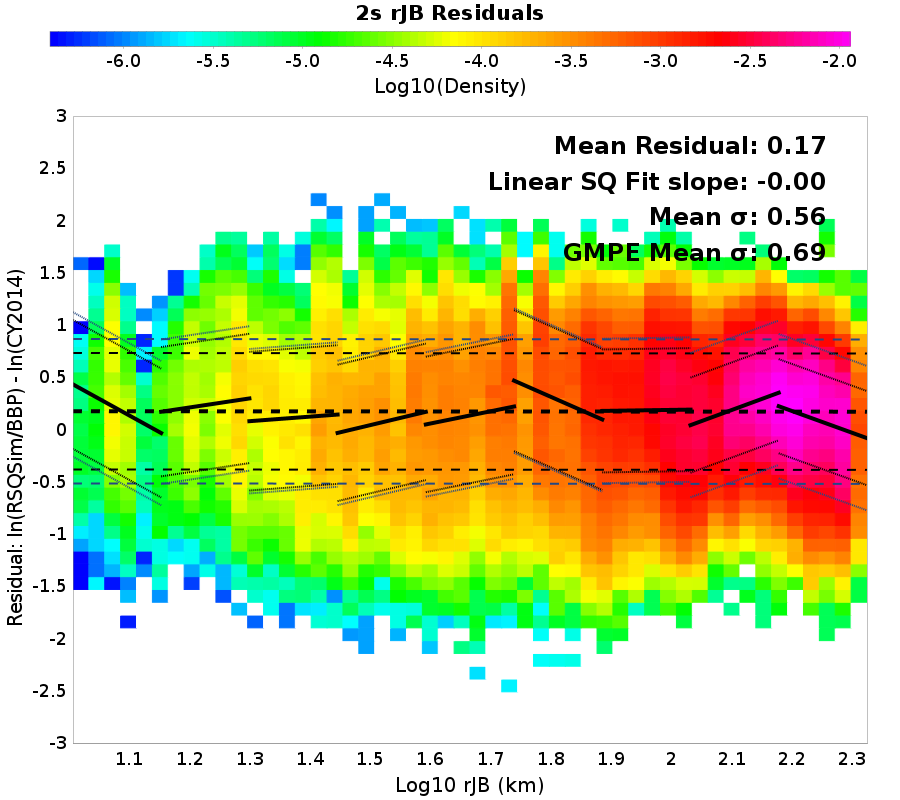 2s rJB Residuals
-6.0 -5.5 -5.0 -4.5 -4.0 -3.5 -3.0 -2.5 -2.0
Log10(Density)
Mean Residual: 0.17
Linear SQ Fit slope: -0.00
Mean σ: 0.56
GMPE Mean σ: 0.69
Residual: ln(RSQSim/BBP) - ln(CY2014)
3
2.5
2
1.5
1
0.5
0
-0.5
-1
-1.5
-2
-2.5
-3
1.1 1.2 1.3 1.4 1.5 1.6 1.7 1.8 1.9 2 2.1 2.2 2.3
Log10 rJB (km)